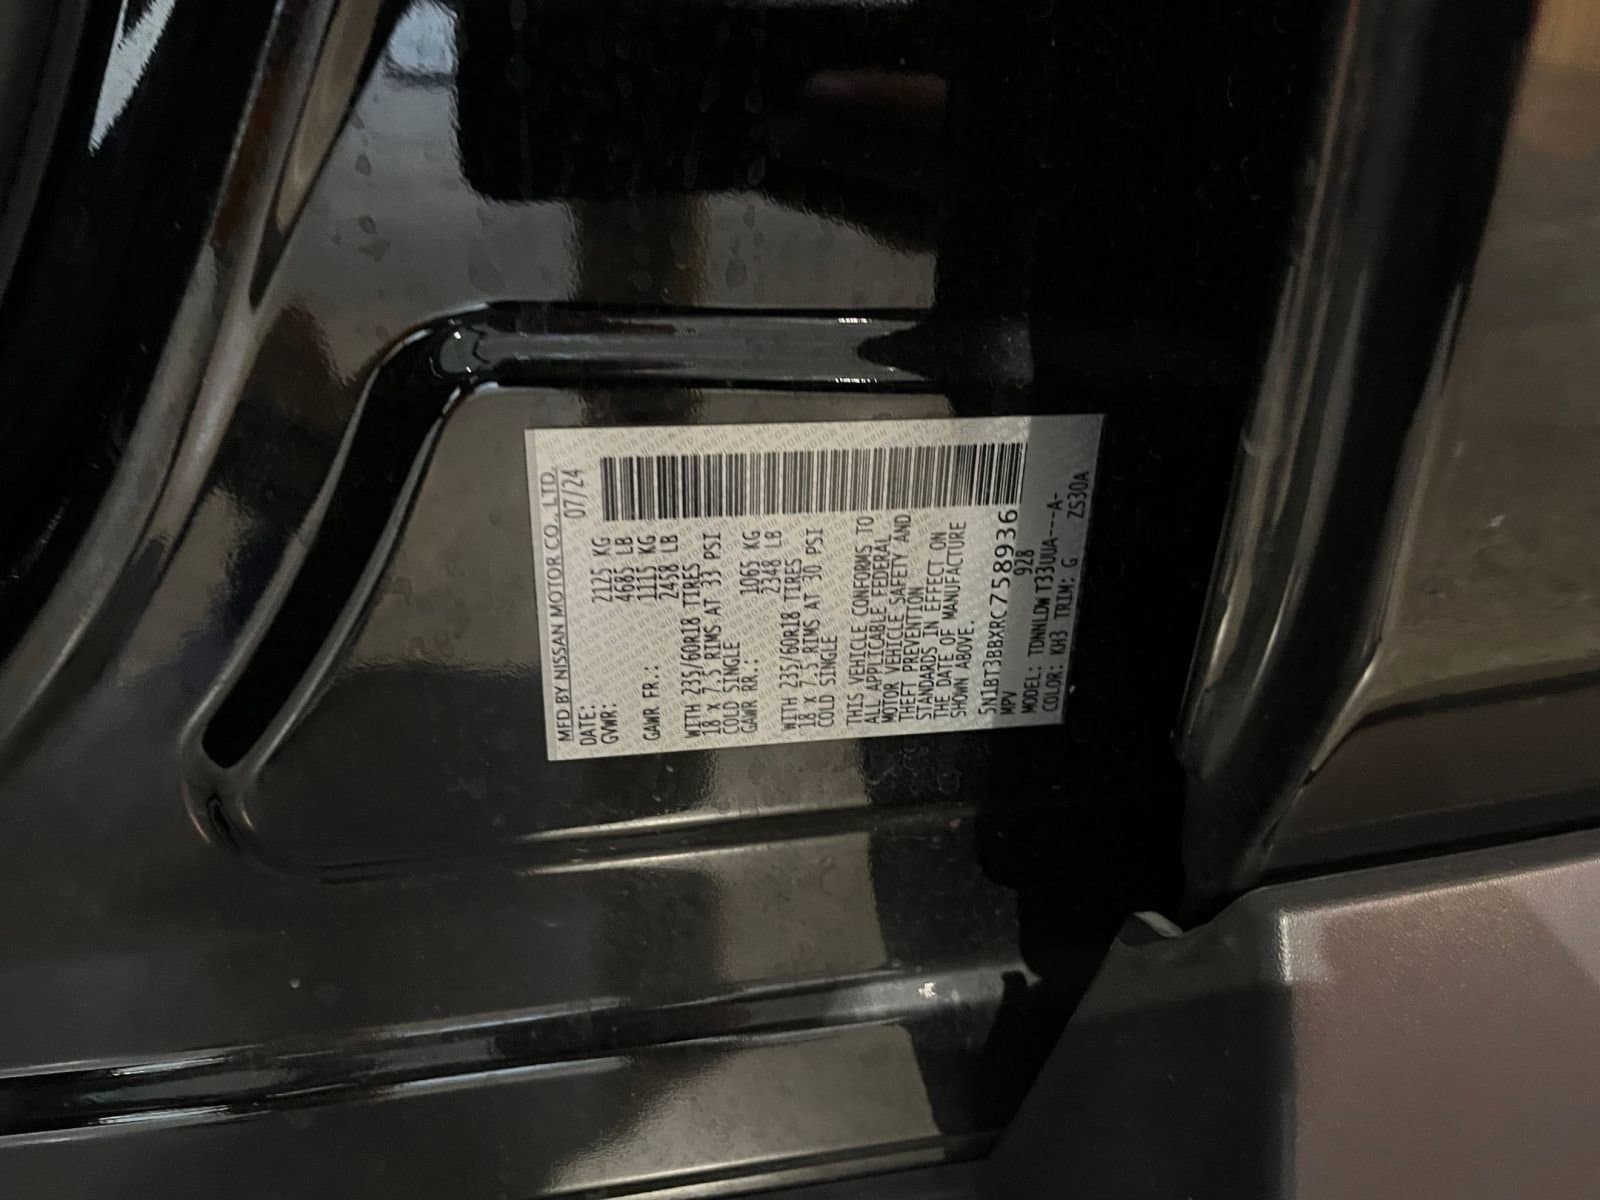 MFD.BY NISSAN MOTOR CO.,LTD.
DATE: 07/24
GVWR: 2125 KG
4685 LB
GAWR FR.: 1115 KG
2458 LB
WITH 235/60R18 TIRES
18 X 7.5 RIMS AT 33 PSI
COLD SINGLE
GAWR RR.: 1065 KG
2348 LB
WITH 235/60R18 TIRES
18 X 7.5 RIMS AT 30 PSI
COLD SINGLE
THIS VEHICLE CONFORMS TO
ALL APPLICABLE FEDERAL
MOTOR VEHICLE SAFETY AND
THEFT PREVENTION
STANDARDS IN EFFECT ON
THE DATE OF MANUFACTURE
SHOWN ABOVE.
5N1BT3BBXRC758936
MPV 928
MODEL: TDNNLDW T33UUA---A-
COLOR: KH3 TRIM: G ZS30A